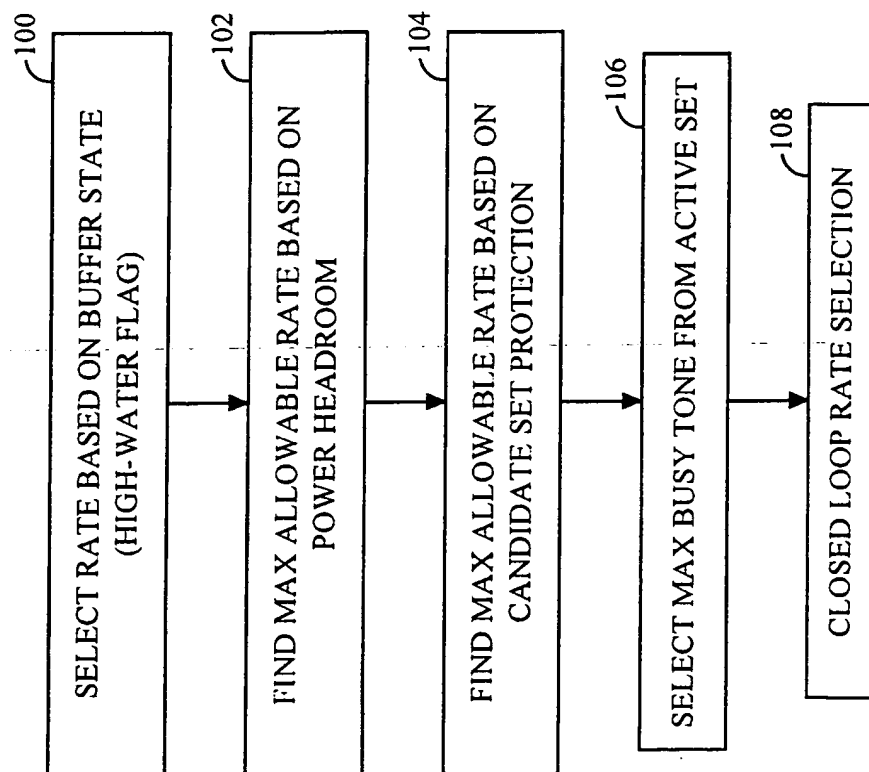 100
SELECT RATE BASED ON BUFFER STATE
(HIGH-WATER FLAG)
102
FIND MAX ALLOWABLE RATE BASED ON
POWER HEADROOM
104
FIND MAX ALLOWABLE RATE BASED ON
CANDIDATE SET PROTECTION
106
SELECT MAX BUSY TONE FROM ACTIVE SET
108
CLOSED LOOP RATE SELECTION